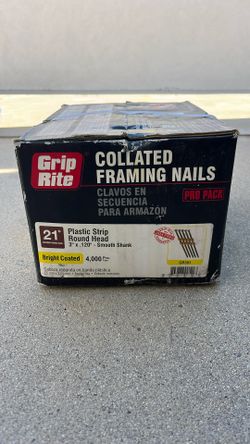 Grip
Rite
COLLATED
FRAMING NAILS
CLAVOS EN
SECUENCIA
PARA ARMAZÓN
PRO PACK
21°
Plastic Strip
Round Head
3" x .120" - Smooth Shank
Bright Coated
4,000